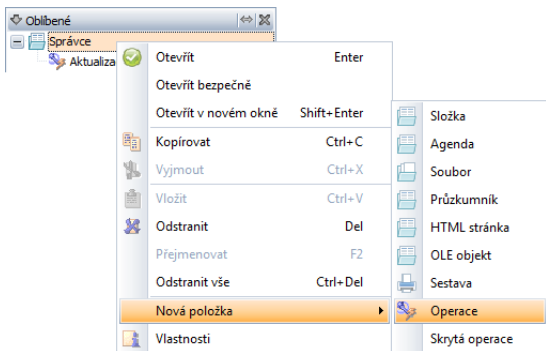 Oblíbené
Správce
Aktualiza
Otevřít Enter
Otevřít bezpečně
Otevřít v novém okně Shift+Enter
Kopírovat Ctrl+C
Vyjmout Ctrl+X
Vložit Ctrl+V
Odstranit Del
Přejmenovat F2
Odstranit vše Ctrl+Del
Nová položka
Vlastnosti
Složka
Agenda
Soubor
Průzkumník
HTML stránka
OLE objekt
Sestava
Operace
Skrytá operace